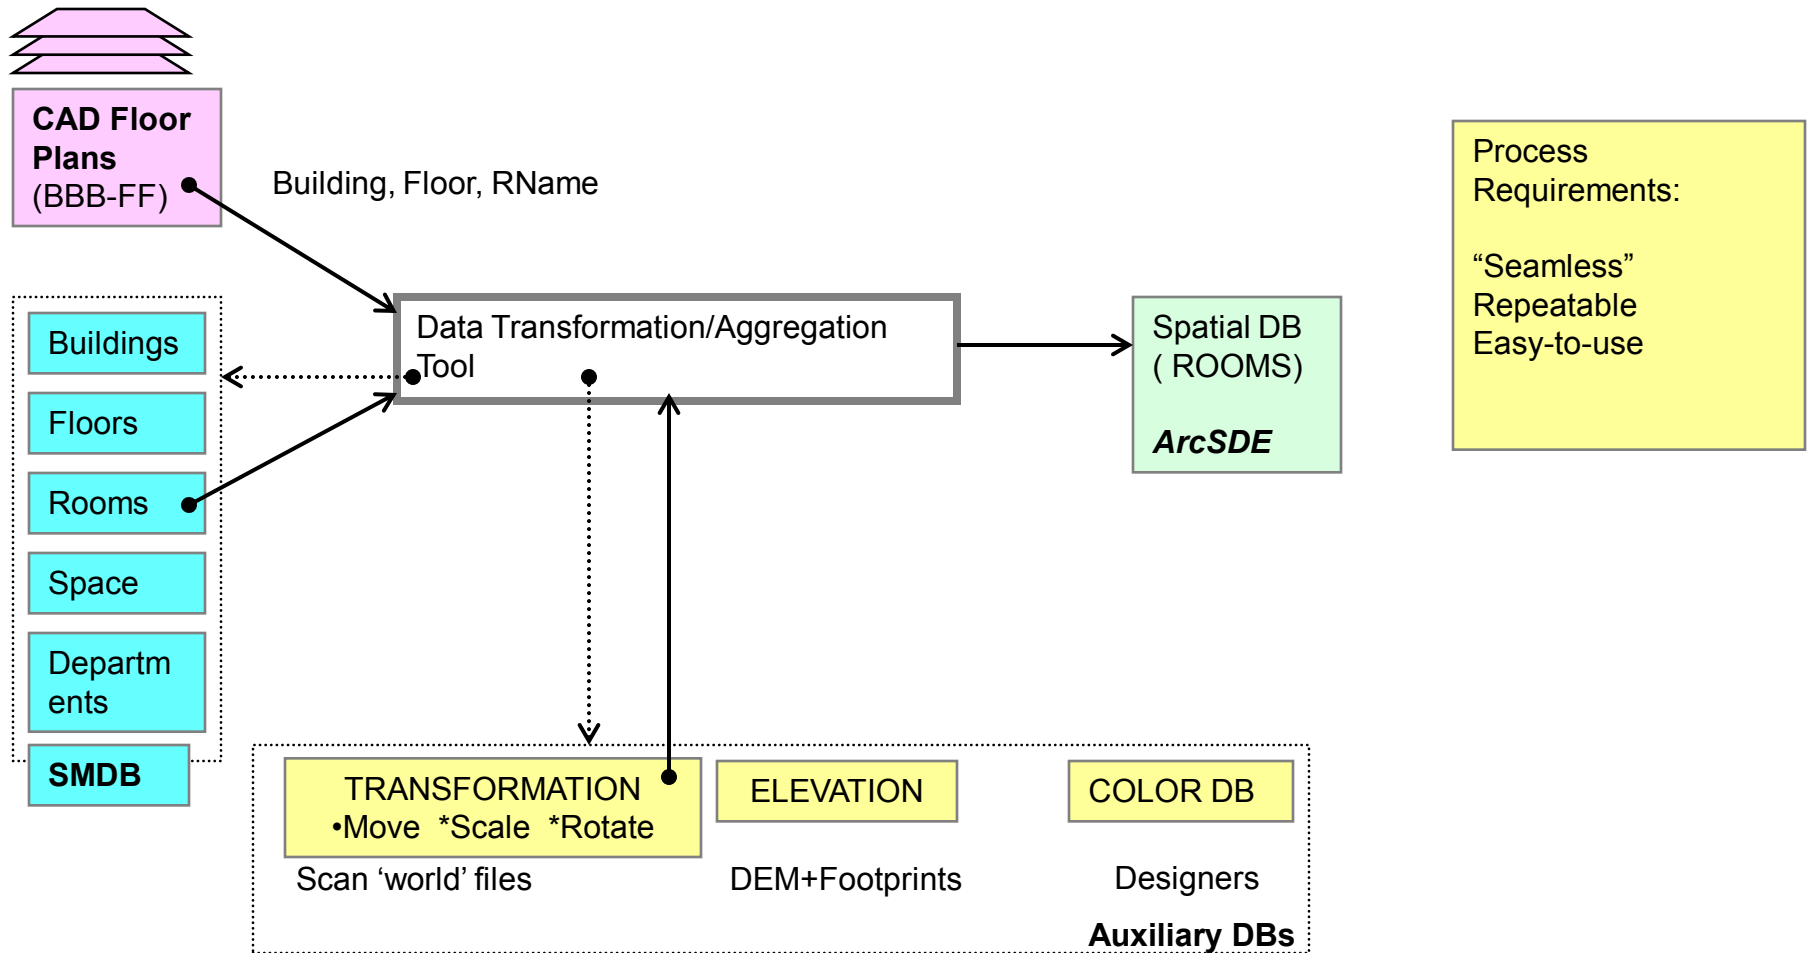 CAD Floor
Plans
(BBB-FF)
Building, Floor, RName
Process
Requirements:
“Seamless”
Repeatable
Easy-to-use
Data Transformation/Aggregation
Tool
Spatial DB
( ROOMS)
ArcSDE
Buildings
Floors
Rooms
Space
Departm
ents
SMDB
TRANSFORMATION
•Move *Scale *Rotate
Scan ‘world’ files
ELEVATION
DEM+Footprints
COLOR DB
Designers
Auxiliary DBs